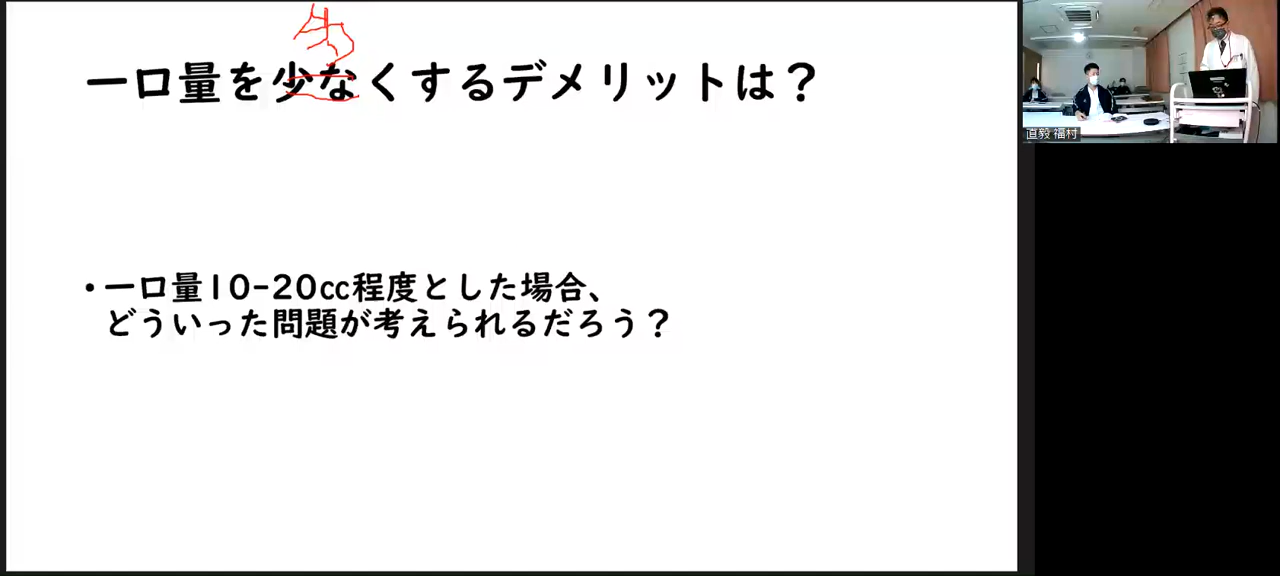 一口量を少なくするデメリットは？
・一口量10-20cc程度とした場合、
どういった問題が考えられるだろう？
直毅 福村